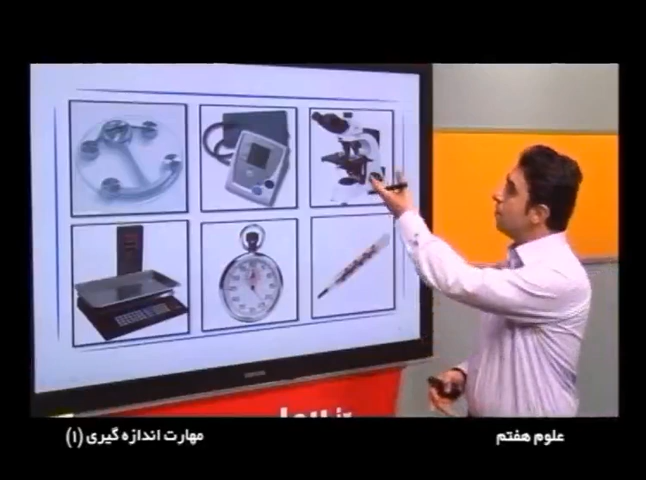 علوم هفتم
مهارت اندازه گیری (۱)